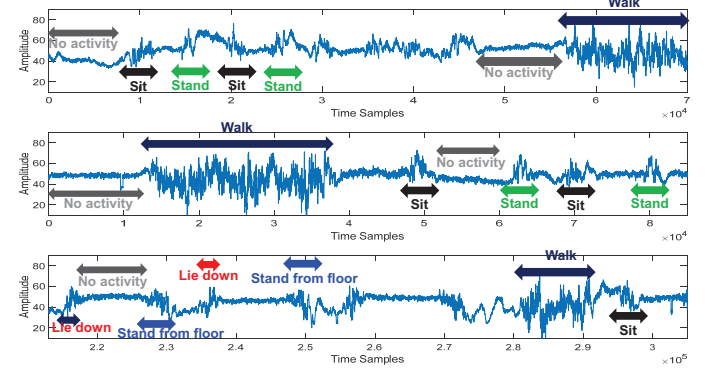 Walk
80
60
40
20
Amplitude
No activity
No activity
Sit
Stand
Sit
Stand
0 1 2 3 4 5 6 7
Time Samples
×10⁴
Walk
80
60
40
20
Amplitude
No activity
No activity
Sit
Stand
Sit
Stand
0 1 2 3 4 5 6 7 8
Time Samples
×10⁴
80
60
40
20
Amplitude
No activity
Lie down
Stand from floor
Walk
Lie down
Stand from floor
Sit
2.2 2.3 2.4 2.5 2.6 2.7 2.8 2.9 3
Time Samples
×10⁵